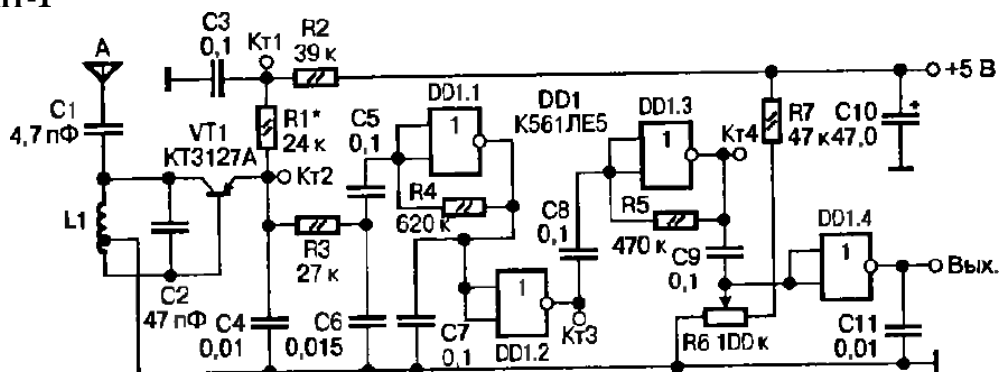 А
C1
4,7 пФ
C3
0,1
Кт1
R2
39 к
+5 В
R1*
24 к
VT1
КТ3127А
Кт2
L1
C2
47 пФ
C4
0,01
R3
27 к
C5
0,1
C6
0,015
DD1.1
1
R4
620 к
C7
0,1
DD1
К561ЛЕ5
1
DD1.2
Кт3
C8
0,1
DD1.3
1
Кт4
R5
470 к
C9
0,1
R6 100 к
R7
47 к
C10
47,0
+
DD1.4
1
Вых.
C11
0,01